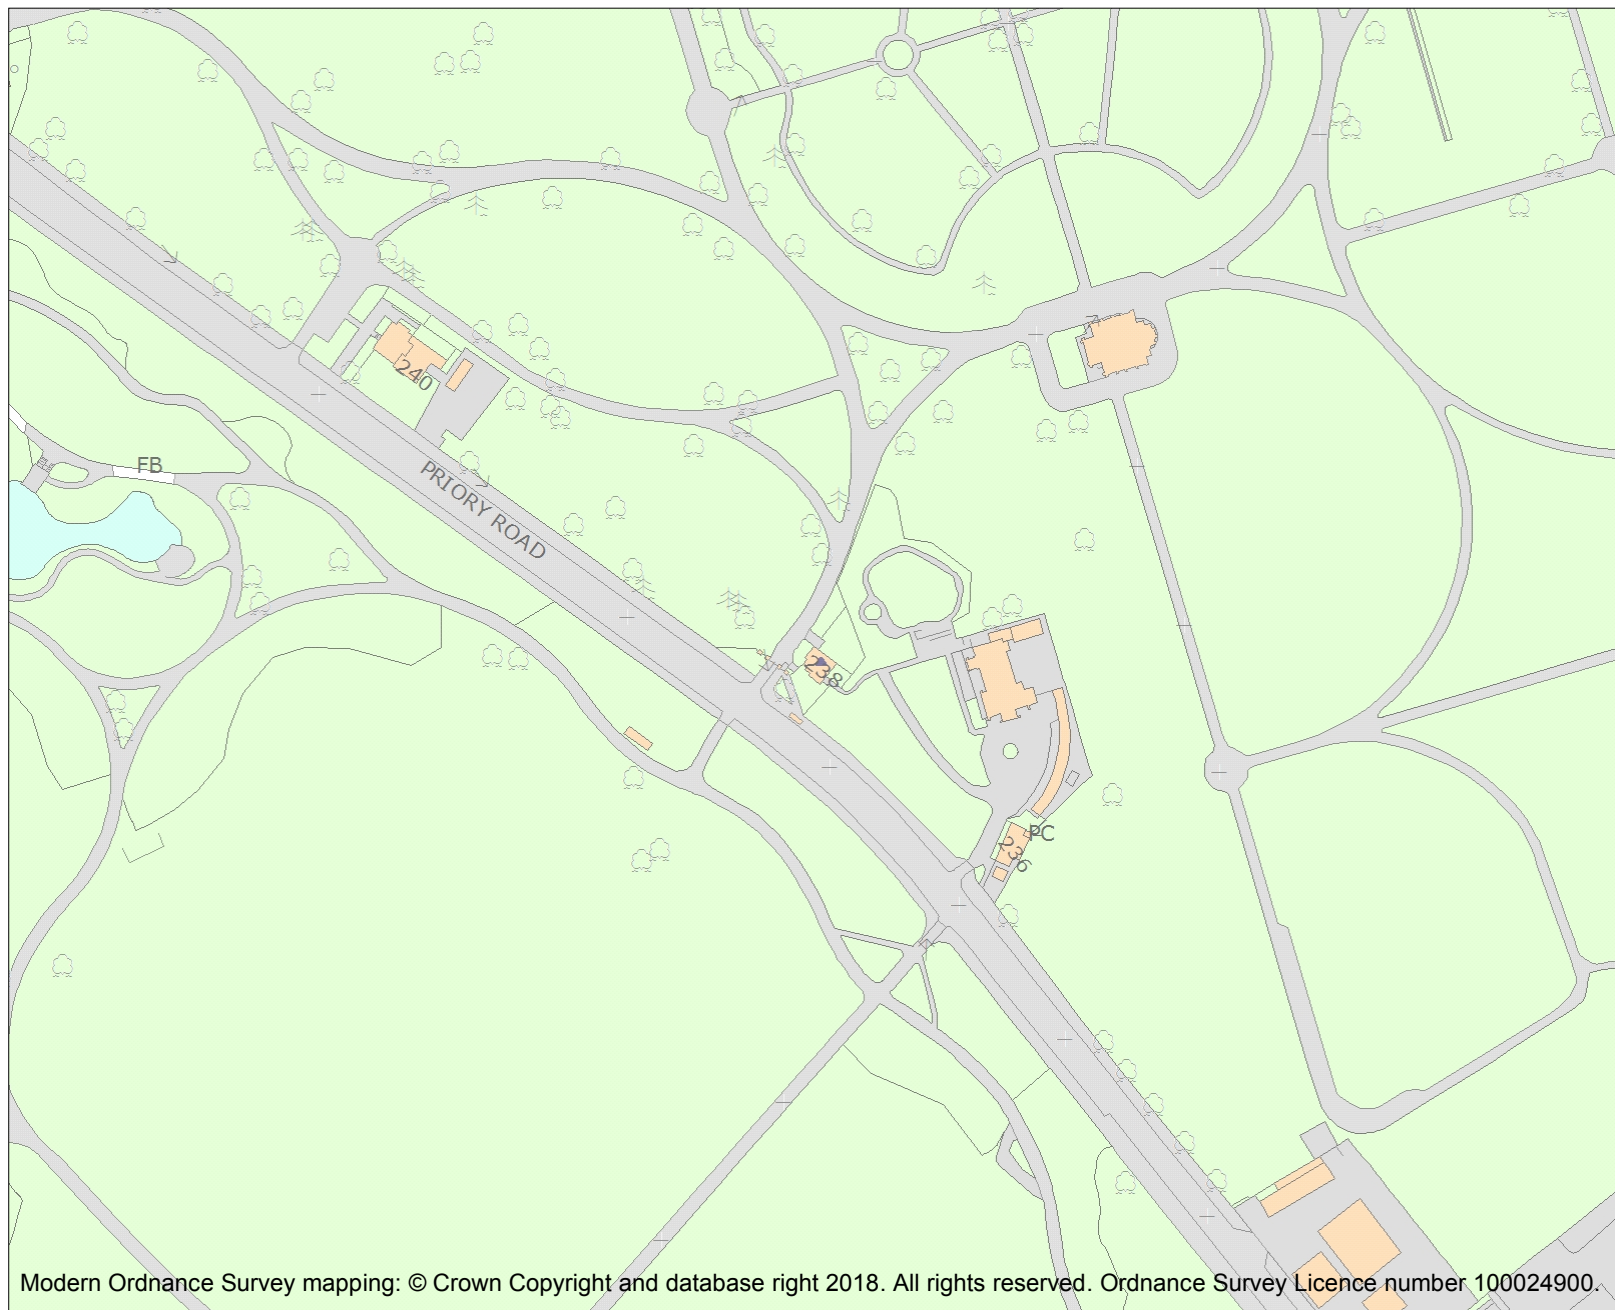 240
FB
PRIORY ROAD
238
PC
236
Modern Ordnance Survey mapping: © Crown Copyright and database right 2018. All rights reserved. Ordnance Survey Licence number 100024900.